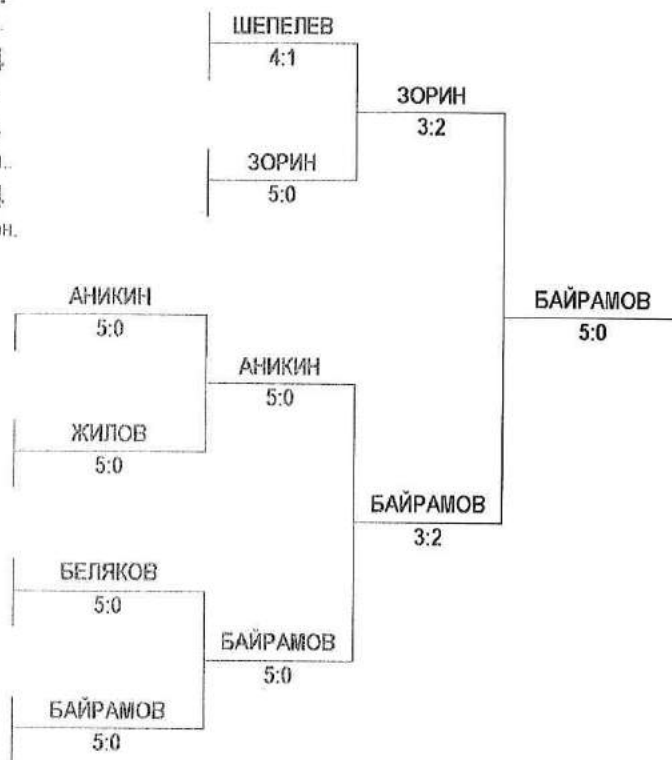 ШЕПЕЛЕВ
4:1
ЗОРИН
3:2
ЗОРИН
5:0
АНИКИН
5:0
БАЙРАМОВ
5:0
АНИКИН
5:0
ЖИЛОВ
5:0
БАЙРАМОВ
3:2
БЕЛЯКОВ
5:0
БАЙРАМОВ
5:0
БАЙРАМОВ
5:0